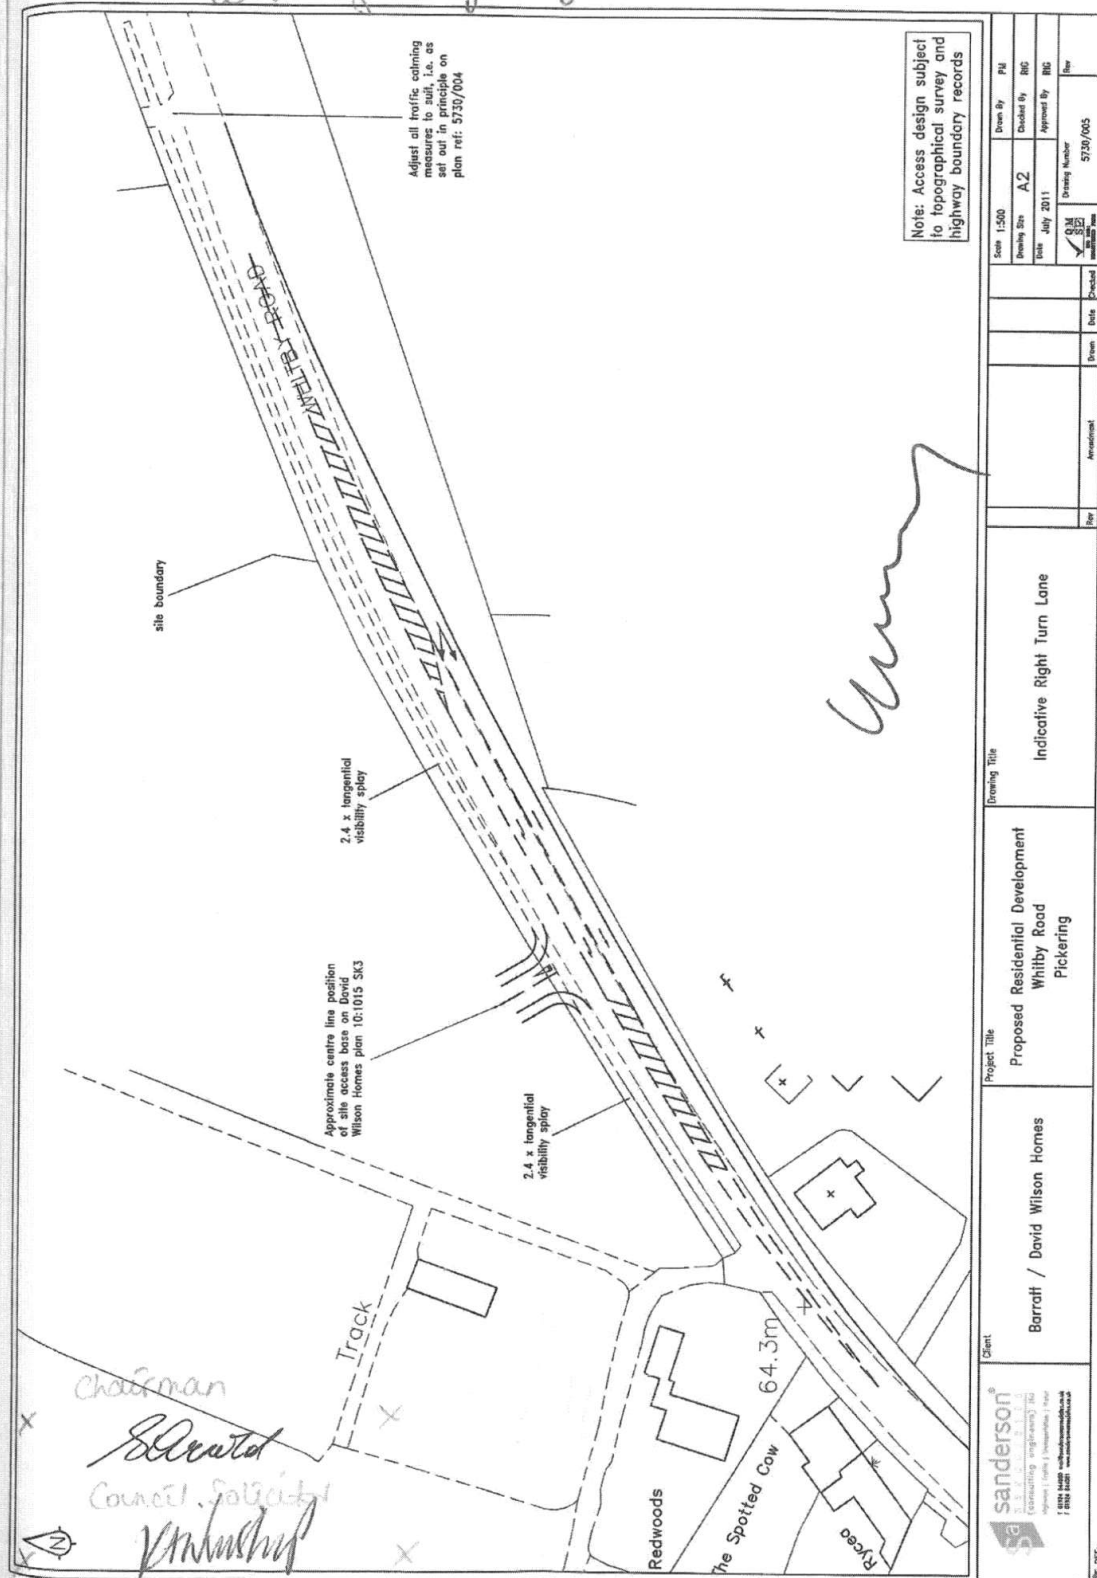 Adjust all traffic calming
measures to suit, i.e. as
set out in principle on
plan ref: 5730/004
Note: Access design subject
to topographical survey and
highway boundary records
WHITBY ROAD
site boundary
2.4 x tangential
visibility splay
Approximate centre line position
of site access base on David
Wilson Homes plan 10:1015 SK3
2.4 x tangential
visibility splay
Track
64.3m
Redwoods
The Spotted Cow
Rycea
N
Chairman
Council Solicitor
sanderson
Client
Barratt / David Wilson Homes
Project Title
Proposed Residential Development
Whitby Road
Pickering
Drawing Title
Indicative Right Turn Lane
Rev
Amendment
Drawn
Date
Checked
Scale 1:500
Drawn By PM
Drawing Size A2
Checked By RIG
Date July 2011
Approved By RIG
Drawing Number
5730/005
Rev